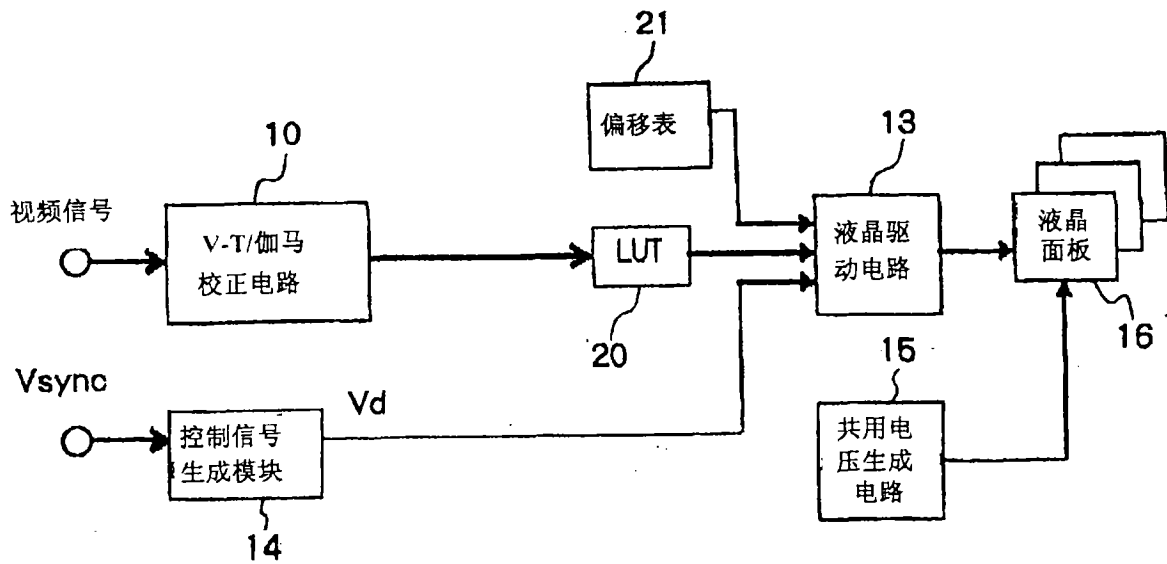 21
偏移表
10
13
视频信号
V-T/伽马
校正电路
LUT
液晶驱
动电路
液晶
面板
20
16
15
Vsync
Vd
控制信号
生成模块
共用电
压生成
电路
14